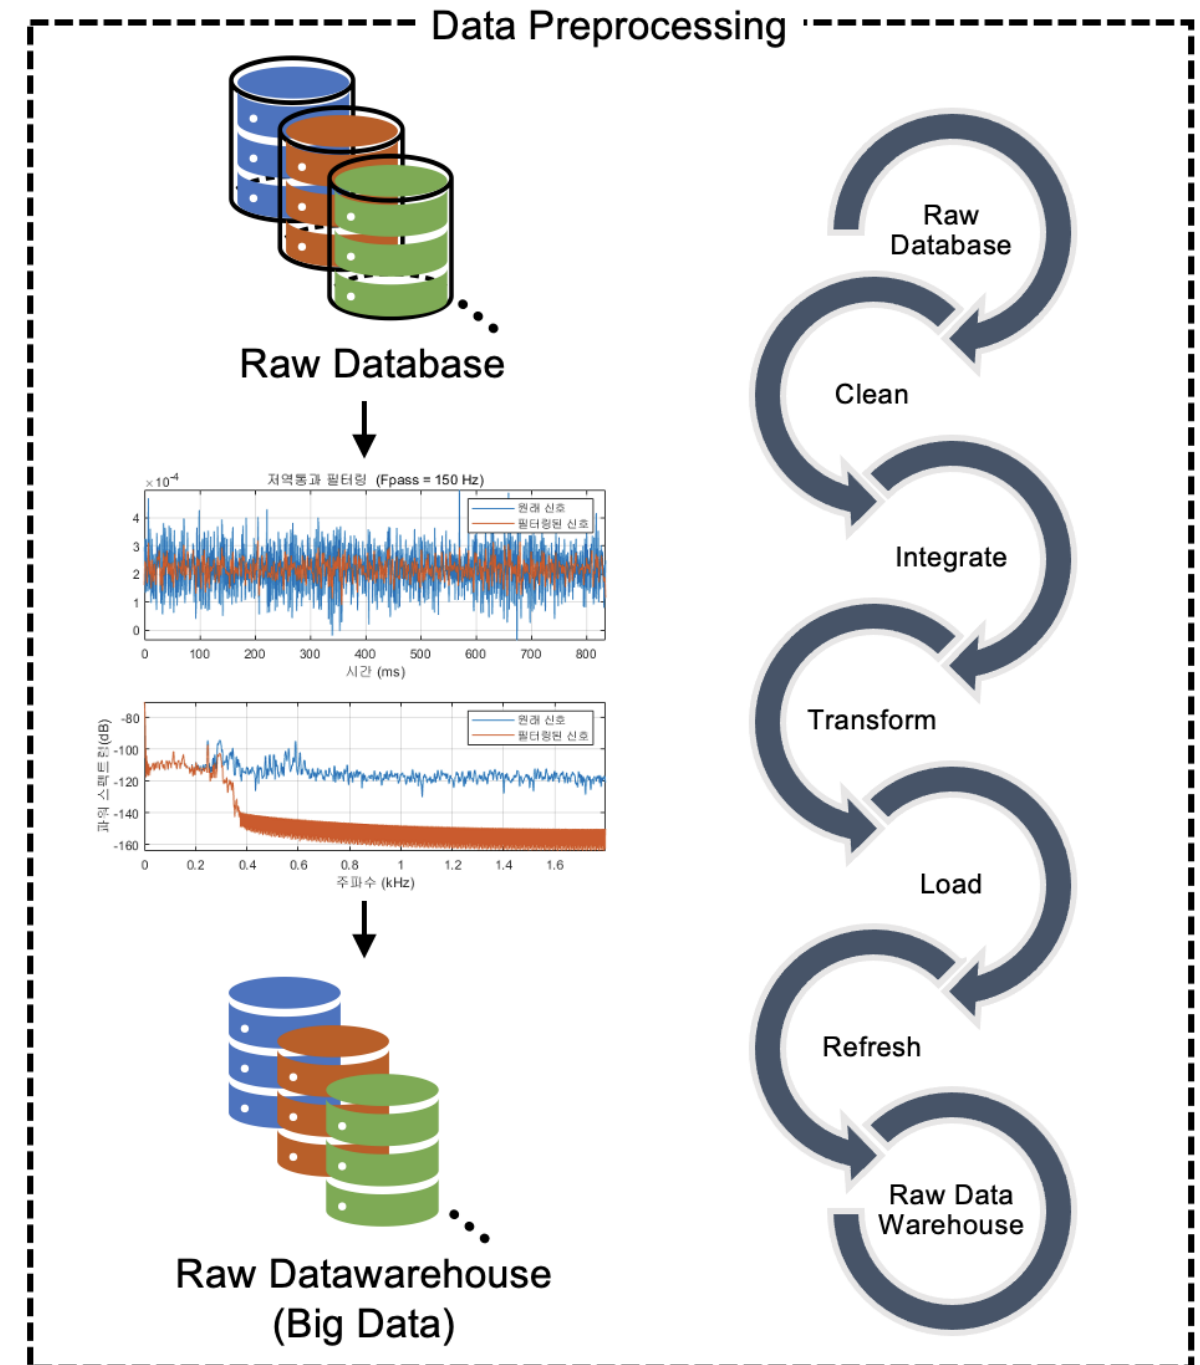 Data Preprocessing
Raw Database
저역통과 필터링 (Fpass = 150 Hz)
×10-4
원래 신호
필터링된 신호
4
3
2
1
0
0 100 200 300 400 500 600 700 800
시간 (ms)
파워 스펙트럼(dB)
원래 신호
필터링된 신호
-80
-100
-120
-140
-160
0 0.2 0.4 0.6 0.8 1 1.2 1.4 1.6
주파수 (kHz)
Raw Datawarehouse
(Big Data)
Raw
Database
Clean
Integrate
Transform
Load
Refresh
Raw Data
Warehouse